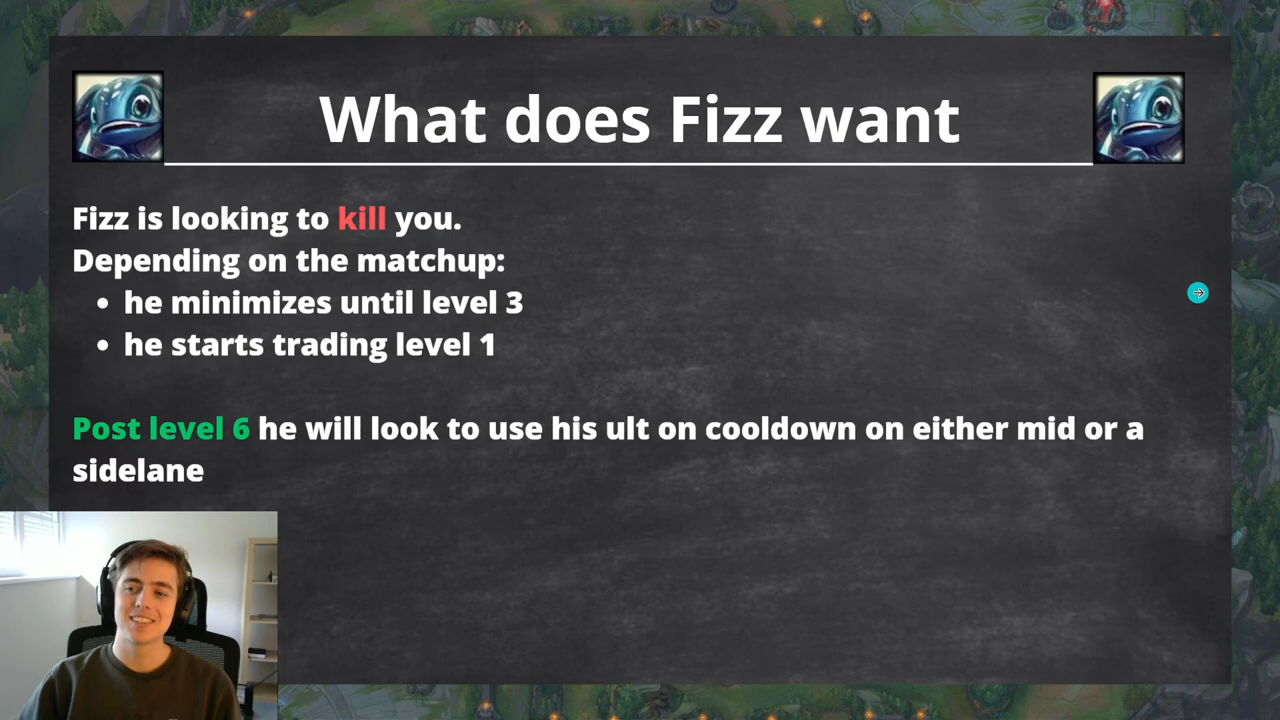 What does Fizz want
Fizz is looking to kill you.
Depending on the matchup:
• he minimizes until level 3
• he starts trading level 1
Post level 6 he will look to use his ult on cooldown on either mid or a
sidelane